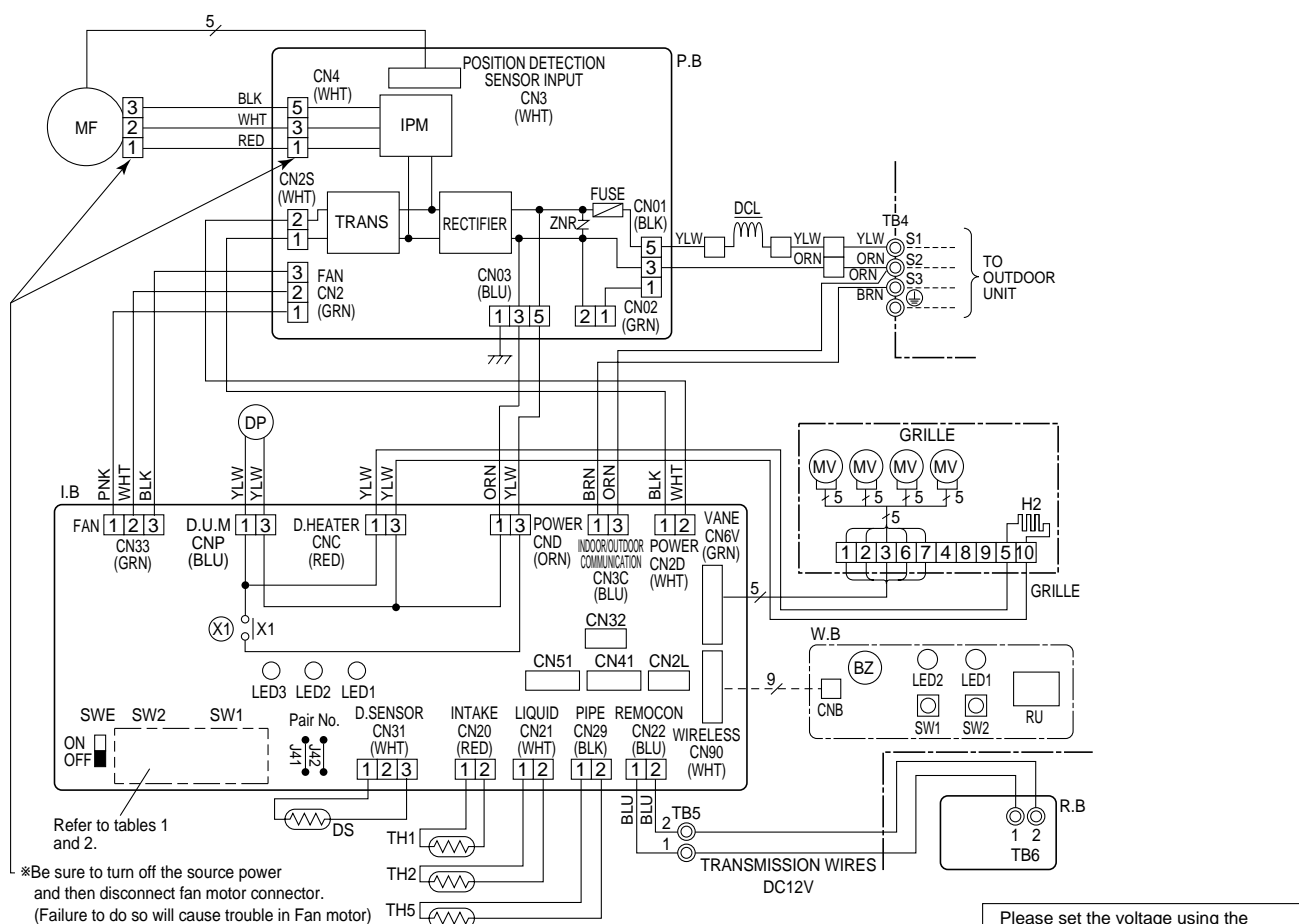 5
P.B
POSITION DETECTION
SENSOR INPUT
CN3
(WHT)
CN4
(WHT)
MF
3
2
1
BLK
WHT
RED
5
3
1
IPM
CN2S
(WHT)
2
1
TRANS
RECTIFIER
FUSE
ZNR
CN01
(BLK)
5
3
1
YLW
DCL
YLW
ORN
YLW
ORN
ORN
BRN
TB4
S1
S2
S3
TO
OUTDOOR
UNIT
3
2
1
FAN
CN2
(GRN)
CN03
(BLU)
1 3 5
2 1
CN02
(GRN)
DP
I.B
PNK
WHT
BLK
YLW
YLW
YLW
YLW
ORN
YLW
BRN
ORN
BLK
WHT
FAN
1 2 3
CN33
(GRN)
D.U.M
CNP
(BLU)
1 3
D.HEATER
CNC
(RED)
1 3
1 3
POWER
CND
(ORN)
1 3
INDOOR/OUTDOOR
COMMUNICATION
CN3C
(BLU)
1 2
POWER
CN2D
(WHT)
VANE
CN6V
(GRN)
5
GRILLE
MV
MV
MV
MV
5
5
5
5
5
H2
1 2 3 6 7 4 8 9 5 10
GRILLE
X1
X1
CN32
CN51
CN41
CN2L
LED3
LED2
LED1
W.B
BZ
LED2
LED1
CNB
SW1
SW2
RU
9
SWE
SW2
SW1
ON
OFF
Pair No.
J41
J42
D.SENSOR
CN31
(WHT)
1 2 3
INTAKE
CN20
(RED)
1 2
LIQUID
CN21
(WHT)
1 2
PIPE
CN29
(BLK)
1 2
REMOCON
CN22
(BLU)
1 2
WIRELESS
CN90
(WHT)
DS
TH1
TH2
TH5
BLU
BLU
TB5
2
1
TRANSMISSION WIRES
DC12V
R.B
1 2
TB6
Refer to tables 1
and 2.
※Be sure to turn off the source power
and then disconnect fan motor connector.
(Failure to do so will cause trouble in Fan motor)
Please set the voltage using the